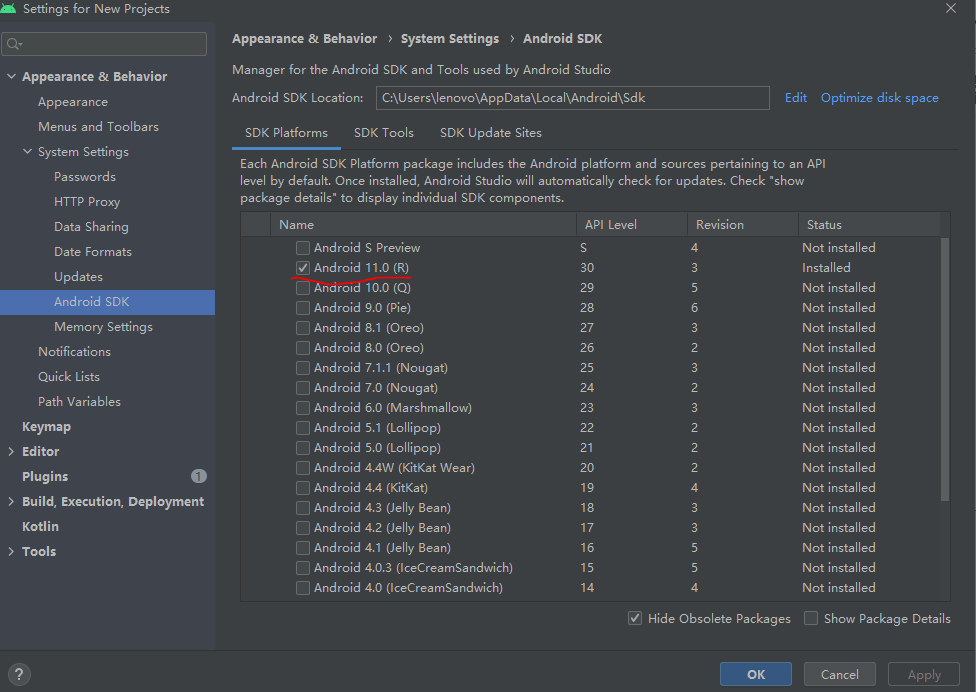 Settings for New Projects
Appearance & Behavior
Appearance
Menus and Toolbars
System Settings
Passwords
HTTP Proxy
Data Sharing
Date Formats
Updates
Android SDK
Memory Settings
Notifications
Quick Lists
Path Variables
Keymap
Editor
Plugins 1
Build, Execution, Deployment
Kotlin
Tools
Appearance & Behavior › System Settings › Android SDK
Manager for the Android SDK and Tools used by Android Studio
Android SDK Location: C:\Users\lenovo\AppData\Local\Android\Sdk Edit Optimize disk space
SDK Platforms SDK Tools SDK Update Sites
Each Android SDK Platform package includes the Android platform and sources pertaining to an API
level by default. Once installed, Android Studio will automatically check for updates. Check "show
package details" to display individual SDK components.
Name API Level Revision Status
Android S Preview S 4 Not installed
Android 11.0 (R) 30 3 Installed
Android 10.0 (Q) 29 5 Not installed
Android 9.0 (Pie) 28 6 Not installed
Android 8.1 (Oreo) 27 3 Not installed
Android 8.0 (Oreo) 26 2 Not installed
Android 7.1.1 (Nougat) 25 3 Not installed
Android 7.0 (Nougat) 24 2 Not installed
Android 6.0 (Marshmallow) 23 3 Not installed
Android 5.1 (Lollipop) 22 2 Not installed
Android 5.0 (Lollipop) 21 2 Not installed
Android 4.4W (KitKat Wear) 20 2 Not installed
Android 4.4 (KitKat) 19 4 Not installed
Android 4.3 (Jelly Bean) 18 3 Not installed
Android 4.2 (Jelly Bean) 17 3 Not installed
Android 4.1 (Jelly Bean) 16 5 Not installed
Android 4.0.3 (IceCreamSandwich) 15 5 Not installed
Android 4.0 (IceCreamSandwich) 14 4 Not installed
Hide Obsolete Packages Show Package Details
? OK Cancel Apply